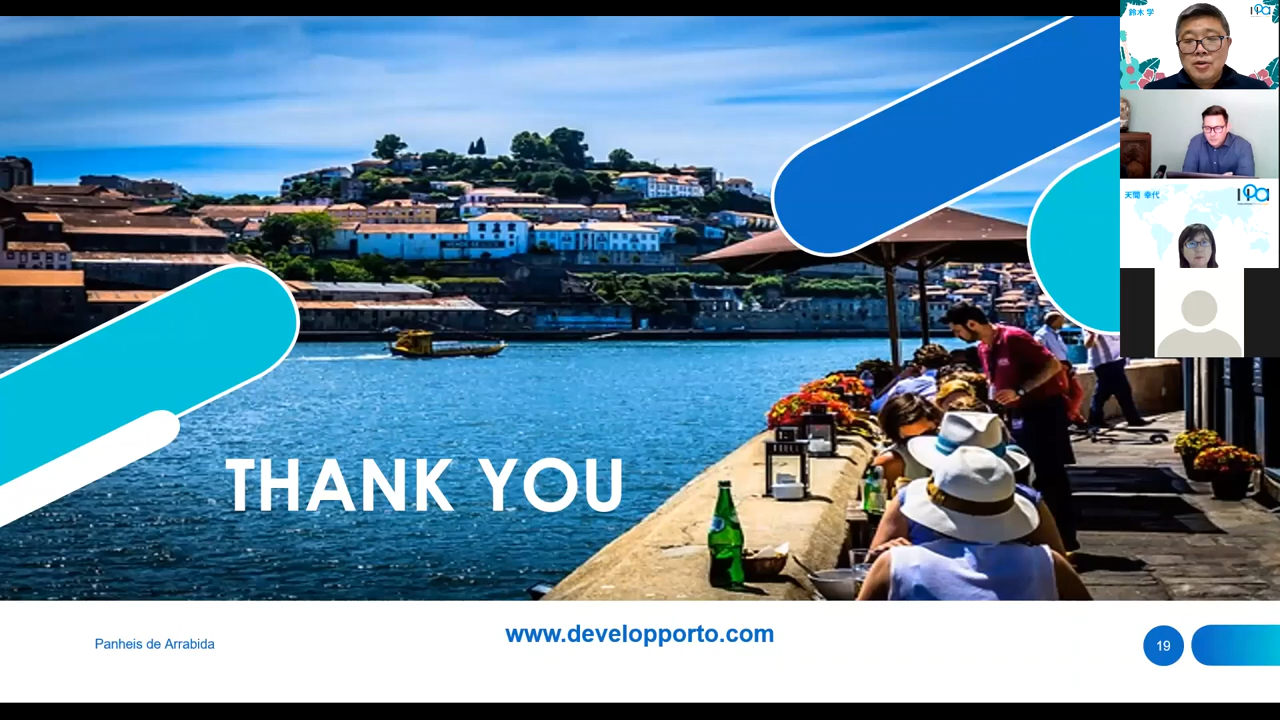 鈴木 学
IPA
天間 幸代
IPA
THANK YOU
www.developporto.com
Panheis de Arrabida
19